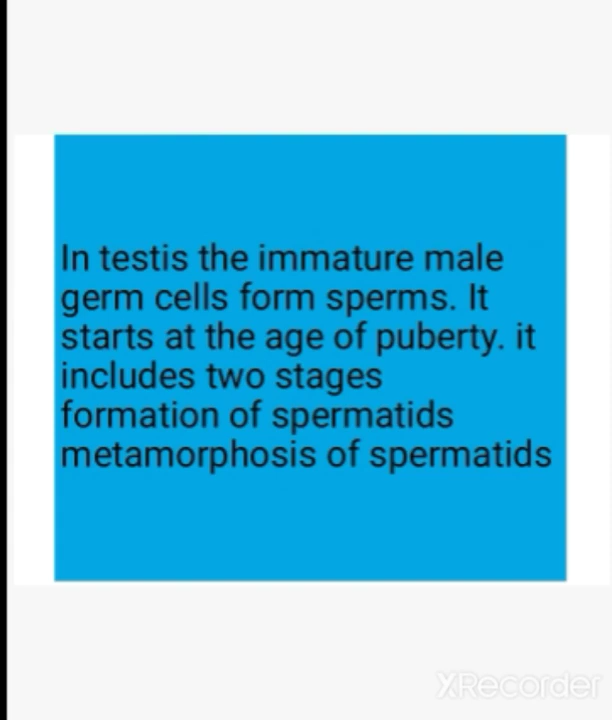 In testis the immature male
germ cells form sperms. It
starts at the age of puberty. it
includes two stages
formation of spermatids
metamorphosis of spermatids
XRecorder